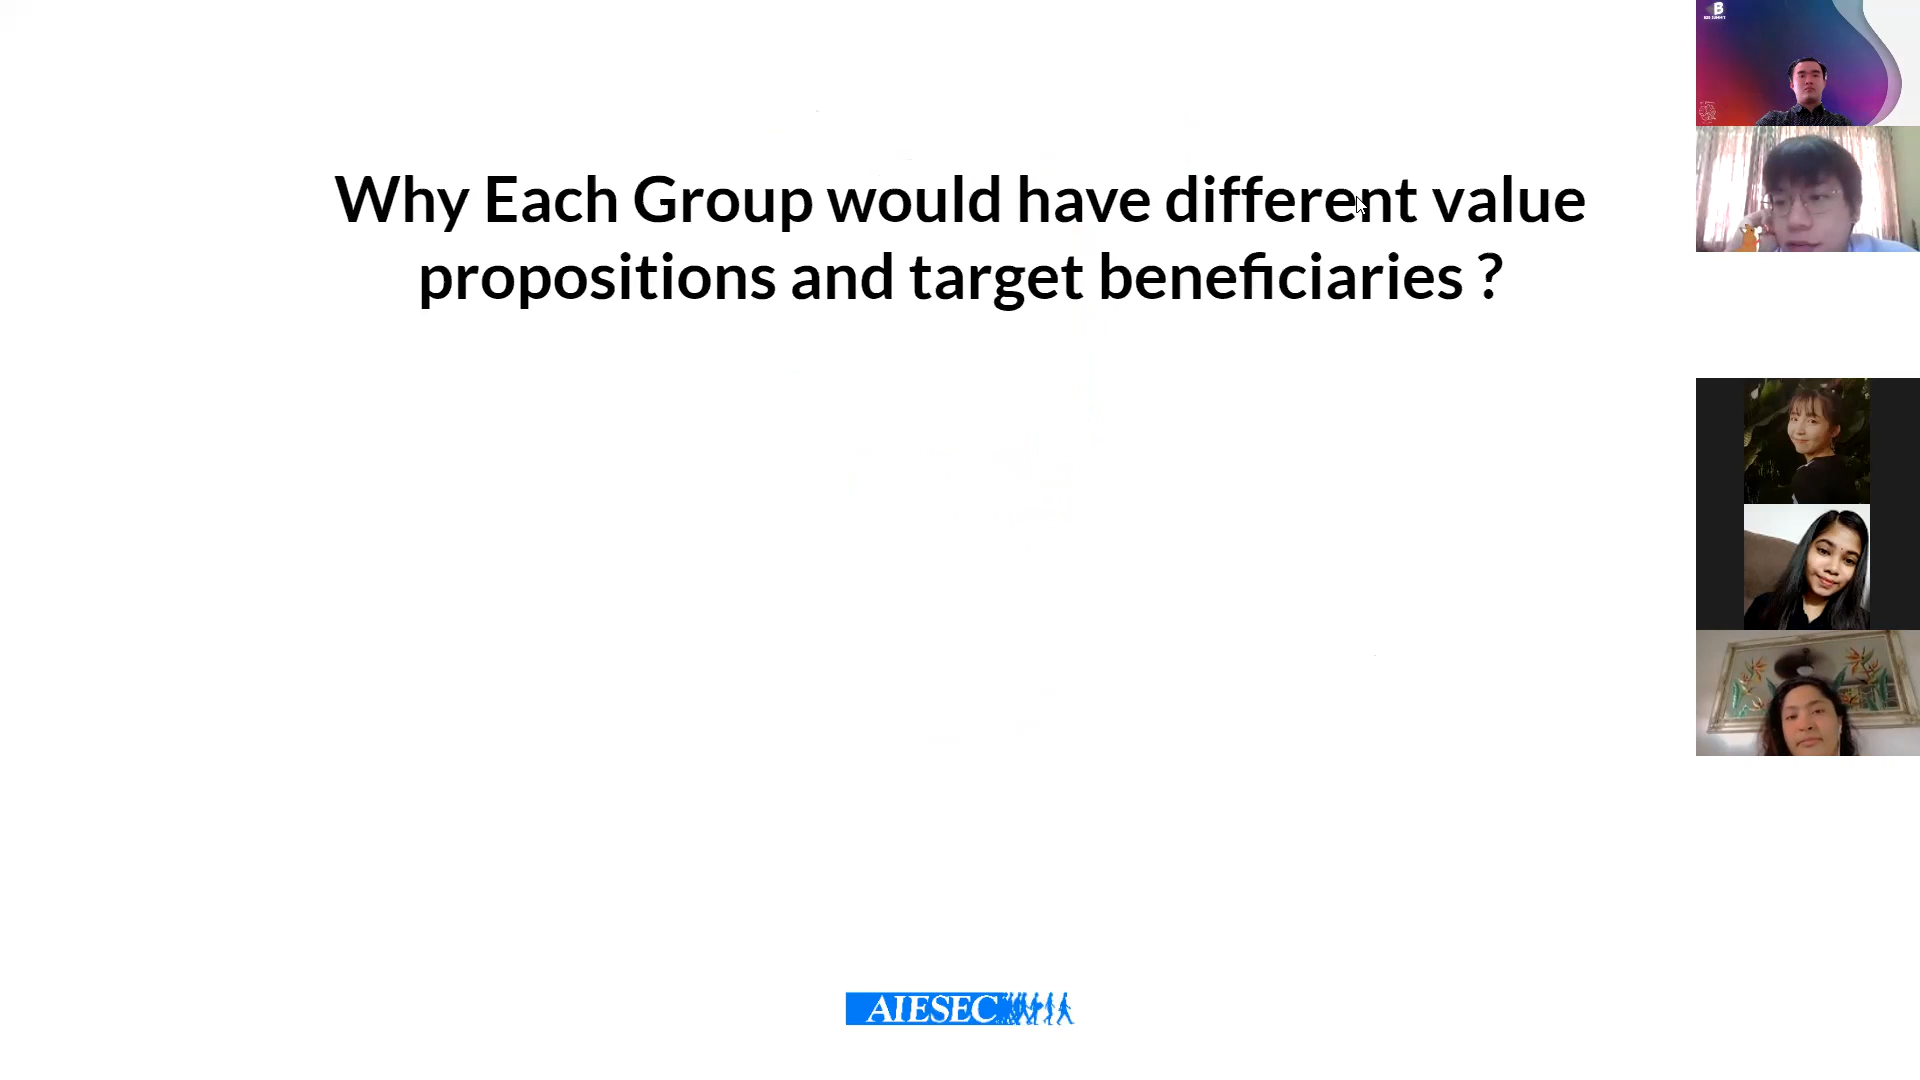 Why Each Group would have different value
propositions and target beneficiaries ?
AIESEC